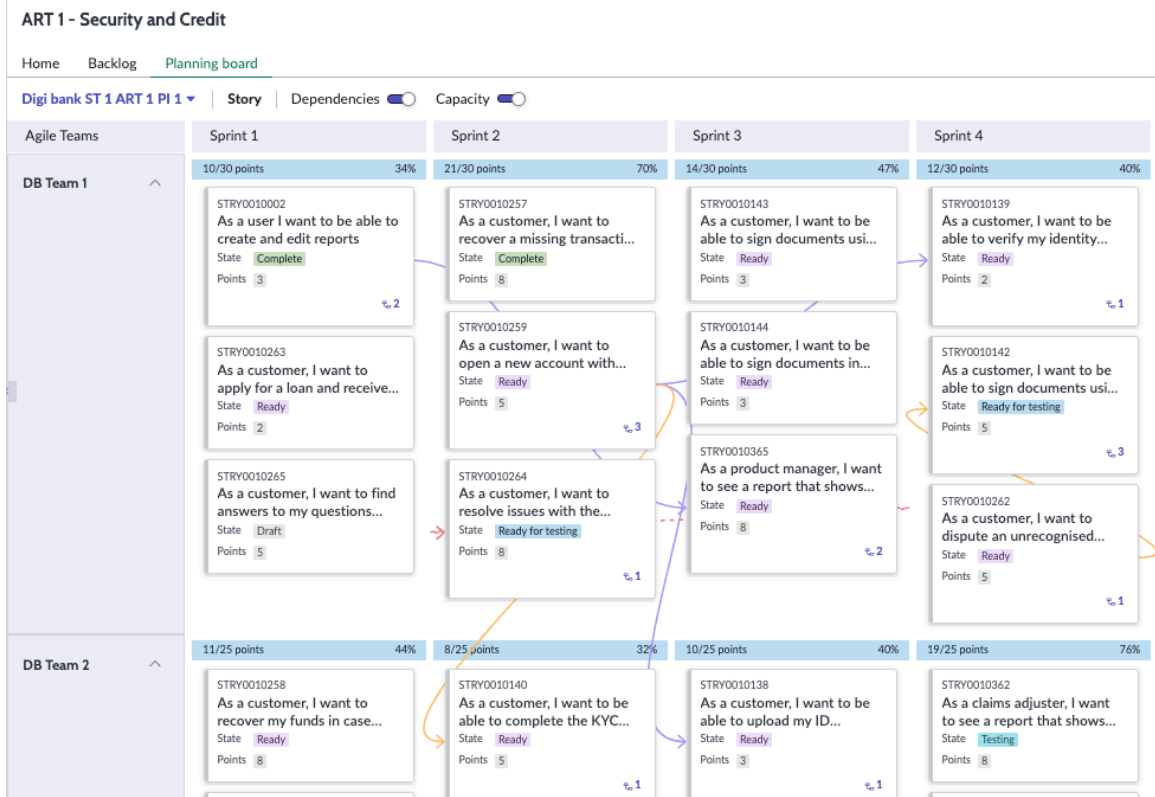 ART 1 - Security and Credit
Home Backlog Planning board
Digi bank ST 1 ART 1 PI 1 Story Dependencies Capacity
Agile Teams Sprint 1 Sprint 2 Sprint 3 Sprint 4
DB Team 1
10/30 points 34%
STRY0010002
As a user I want to be able to
create and edit reports
State Complete
Points 3
2
STRY0010263
As a customer, I want to
apply for a loan and receive...
State Ready
Points 2
STRY0010265
As a customer, I want to find
answers to my questions...
State Draft
Points 5
21/30 points 70%
STRY0010257
As a customer, I want to
recover a missing transacti...
State Complete
Points 8
STRY0010259
As a customer, I want to
open a new account with...
State Ready
Points 5
3
STRY0010264
As a customer, I want to
resolve issues with the...
State Ready for testing
Points 8
1
14/30 points 47%
STRY0010143
As a customer, I want to be
able to sign documents usi...
State Ready
Points 3
STRY0010144
As a customer, I want to be
able to sign documents in...
State Ready
Points 3
STRY0010365
As a product manager, I want
to see a report that shows...
State Ready
Points 8
2
12/30 points 40%
STRY0010139
As a customer, I want to be
able to verify my identity...
State Ready
Points 2
1
STRY0010142
As a customer, I want to be
able to sign documents usi...
State Ready for testing
Points 5
3
STRY0010262
As a customer, I want to
dispute an unrecognised...
State Ready
Points 5
1
DB Team 2
11/25 points 44%
STRY0010258
As a customer, I want to
recover my funds in case...
State Ready
Points 8
8/25 points 32%
STRY0010140
As a customer, I want to be
able to complete the KYC...
State Ready
Points 5
1
10/25 points 40%
STRY0010138
As a customer, I want to be
able to upload my ID...
State Ready
Points 3
1
19/25 points 76%
STRY0010362
As a claims adjuster, I want
to see a report that shows...
State Testing
Points 8